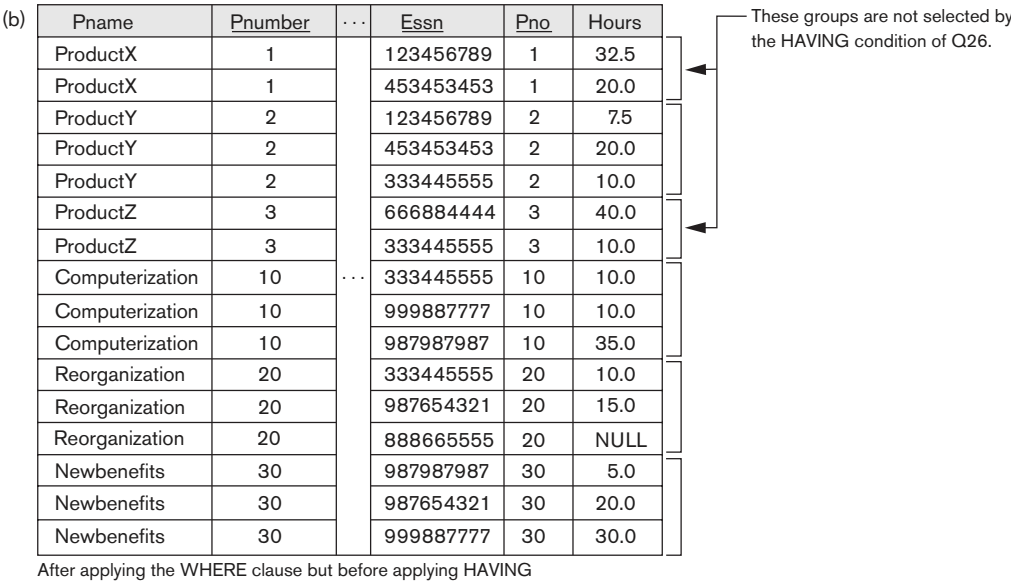 (b) Pname Pnumber ... Essn Pno Hours
ProductX 1 123456789 1 32.5
ProductX 1 453453453 1 20.0
ProductY 2 123456789 2 7.5
ProductY 2 453453453 2 20.0
ProductY 2 333445555 2 10.0
ProductZ 3 666884444 3 40.0
ProductZ 3 333445555 3 10.0
Computerization 10 ... 333445555 10 10.0
Computerization 10 999887777 10 10.0
Computerization 10 987987987 10 35.0
Reorganization 20 333445555 20 10.0
Reorganization 20 987654321 20 15.0
Reorganization 20 888665555 20 NULL
Newbenefits 30 987987987 30 5.0
Newbenefits 30 987654321 30 20.0
Newbenefits 30 999887777 30 30.0
After applying the WHERE clause but before applying HAVING
These groups are not selected by
the HAVING condition of Q26.